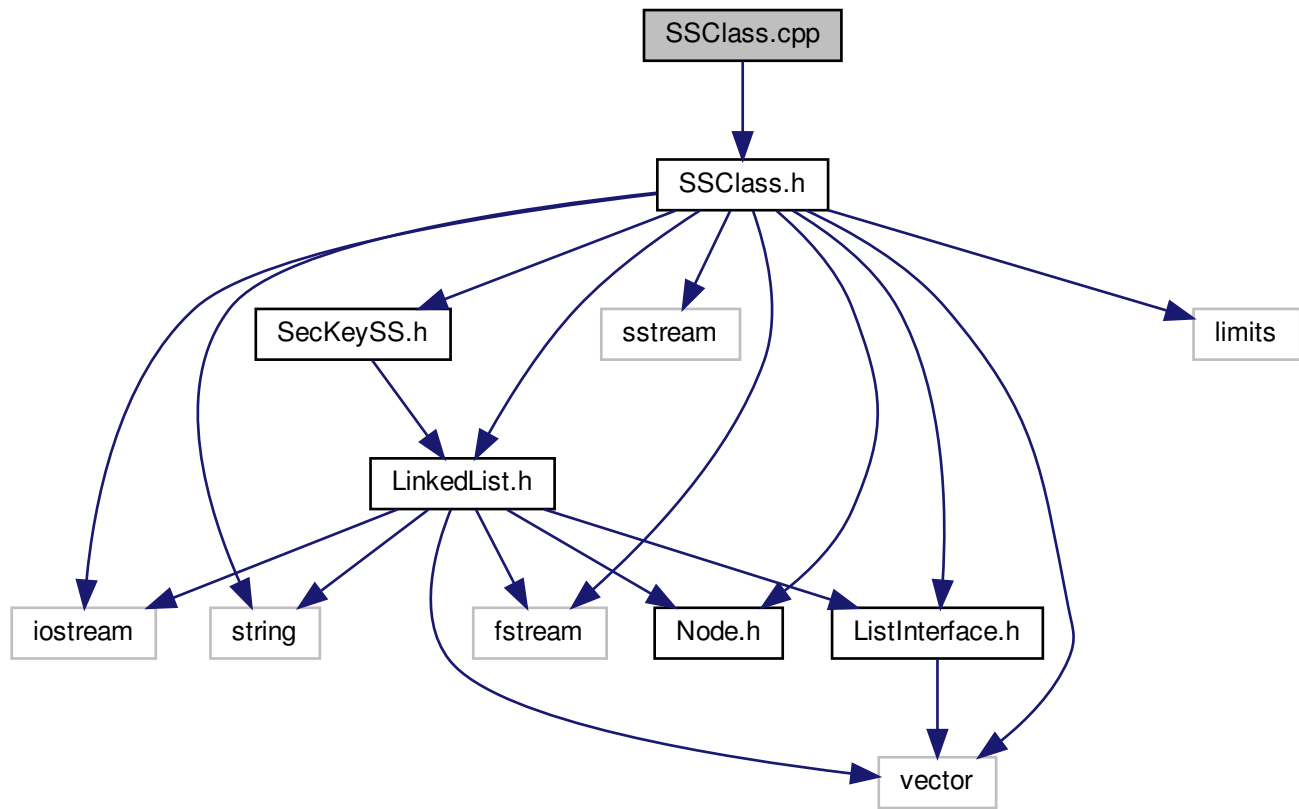 SSClass.cpp
SSClass.h
SecKeySS.h
sstream
limits
LinkedList.h
iostream
string
fstream
Node.h
ListInterface.h
vector